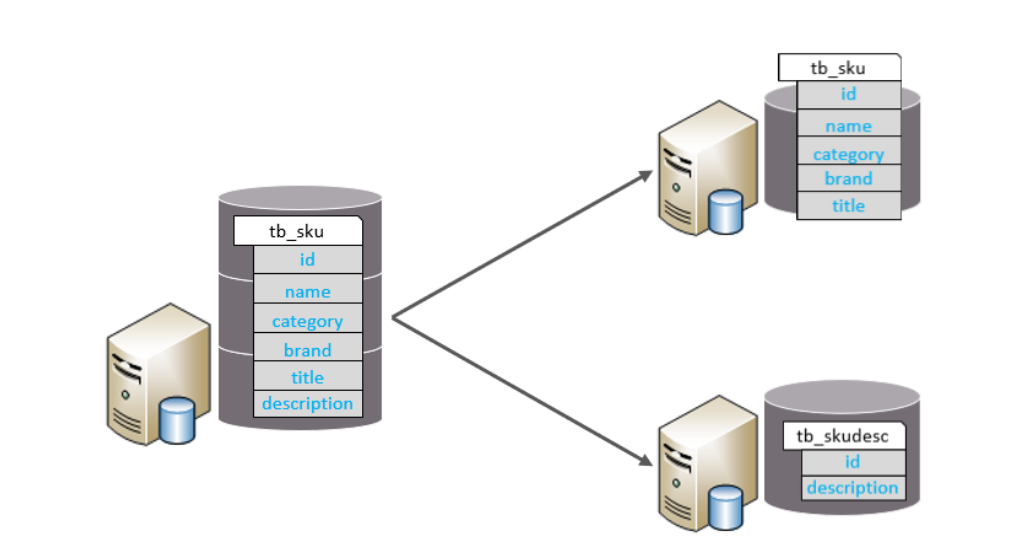 tb_sku
id
name
category
brand
title
description
tb_sku
id
name
category
brand
title
tb_skudesc
id
description